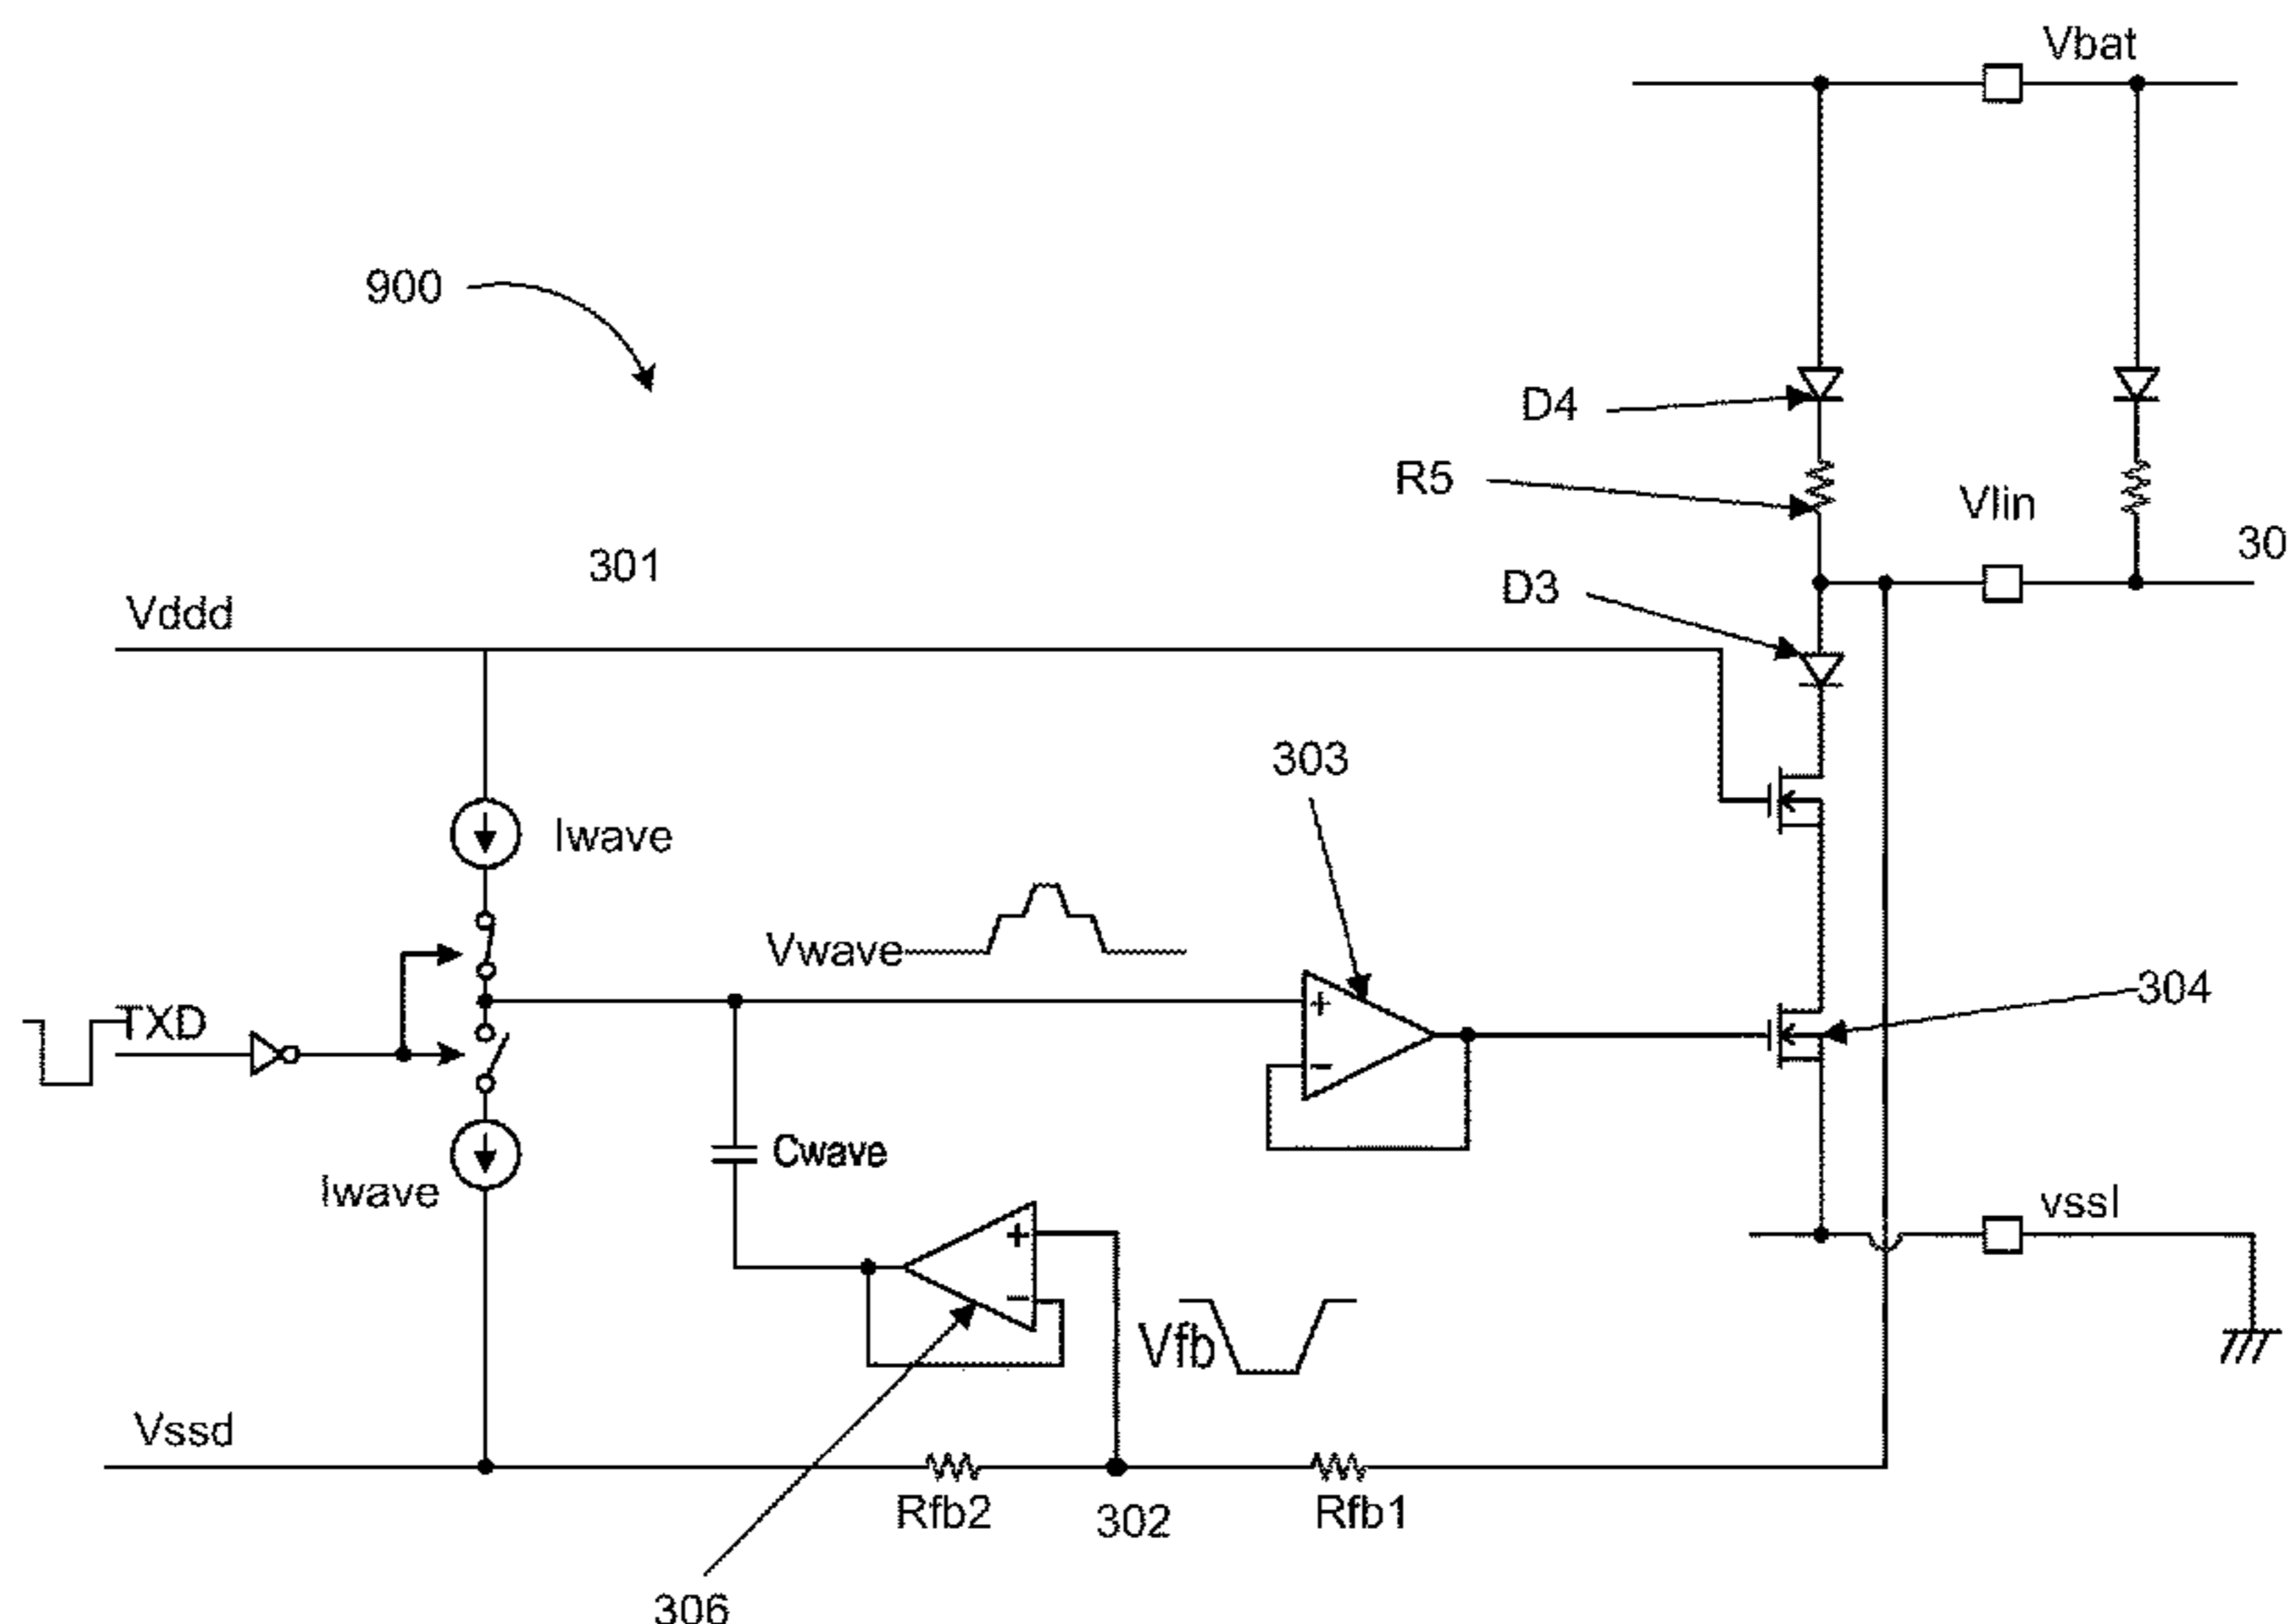 Vbat
900
D4
R5
Vlin
30
301
D3
Vddd
303
Iwave
Vwave
304
TXD
Cwave
Iwave
vssl
Vfb
Vssd
Rfb2
302
Rfb1
306